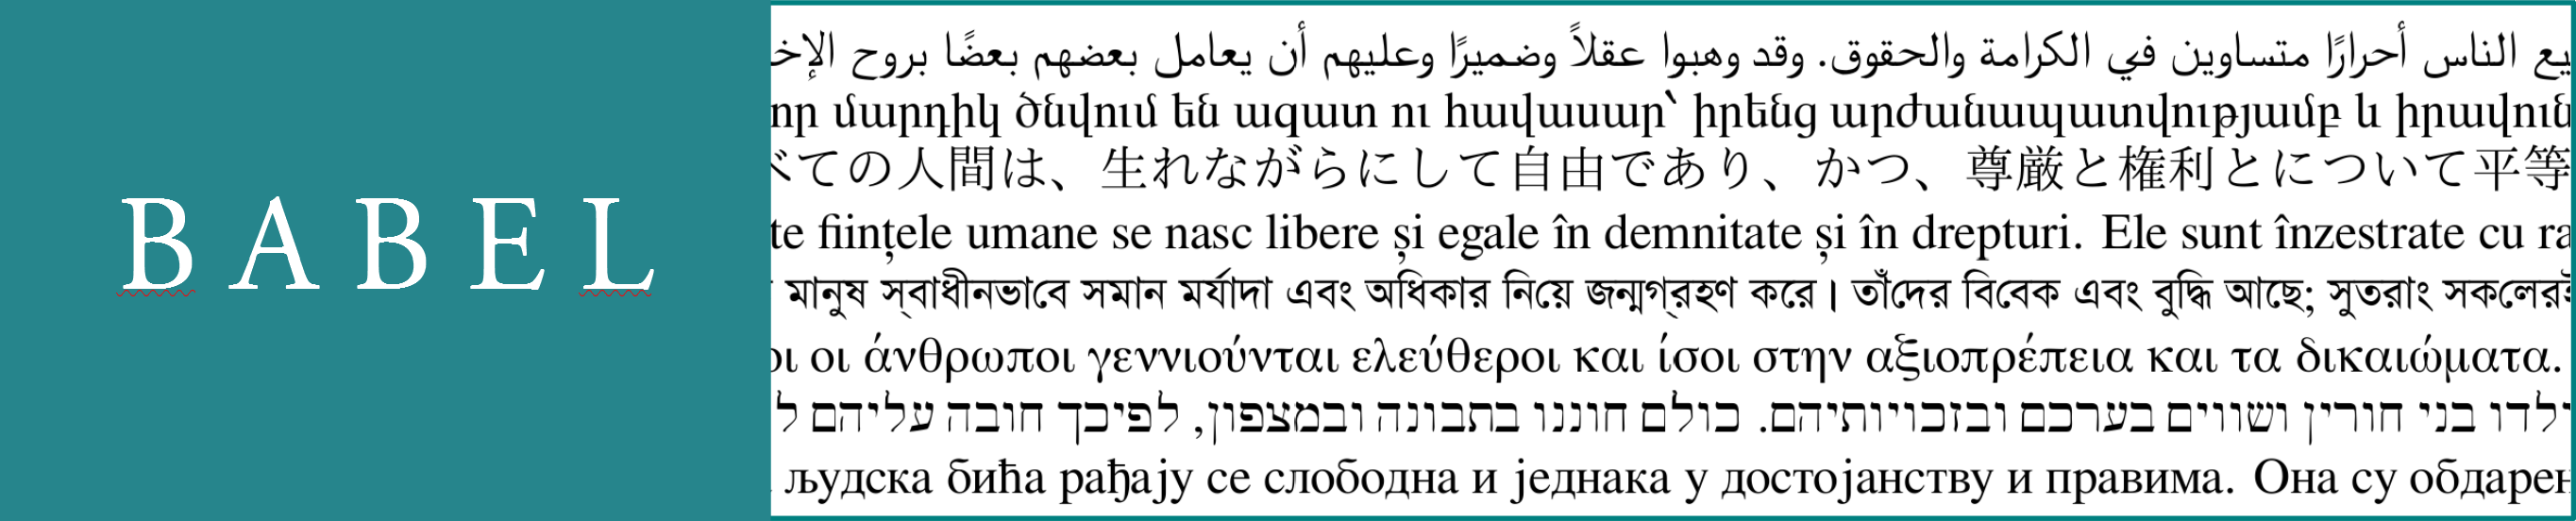 BABEL
يع الناس أحرارًا متساوين في الكرامة والحقوق. وقد وهبوا عقلاً وضميرًا وعليهم أن يعامل بعضهم بعضًا بروح الإخ
որ մարդիկ ծնվում են ազատ ու հավասար՝ իրենց արժանապատվությամբ և իրավուն
べての人間は、生れながらにして自由であり、かつ、尊厳と権利とについて平等
te ființele umane se nasc libere și egale în demnitate și în drepturi. Ele sunt înzestrate cu ra
মানুষ স্বাধীনভাবে সমান মর্যাদা এবং অধিকার নিয়ে জন্মগ্রহণ করে। তাঁদের বিবেক এবং বুদ্ধি আছে; সুতরাং সকলেরই
οι οι άνθρωποι γεννιούνται ελεύθεροι και ίσοι στην αξιοπρέπεια και τα δικαιώματα.
ילדו בני חורין ושווים בערכם ובזכויותיהם. כולם חוננו בתבונה ובמצפון, לפיכך חובה עליהם ל
људска бића рађају се слободна и једнака у достојанству и правима. Она су обдарен